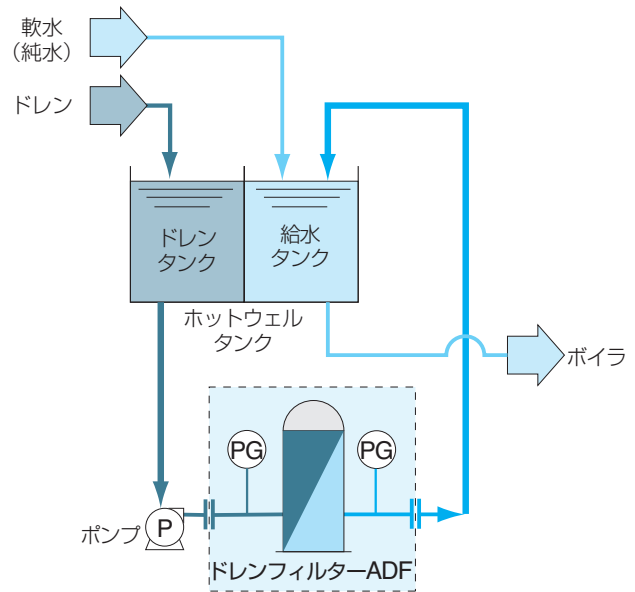 軟水
（純水）
ドレン
ドレン
タンク
給水
タンク
ホットウェル
タンク
ボイラ
PG
PG
ポンプ
P
ドレンフィルターADF